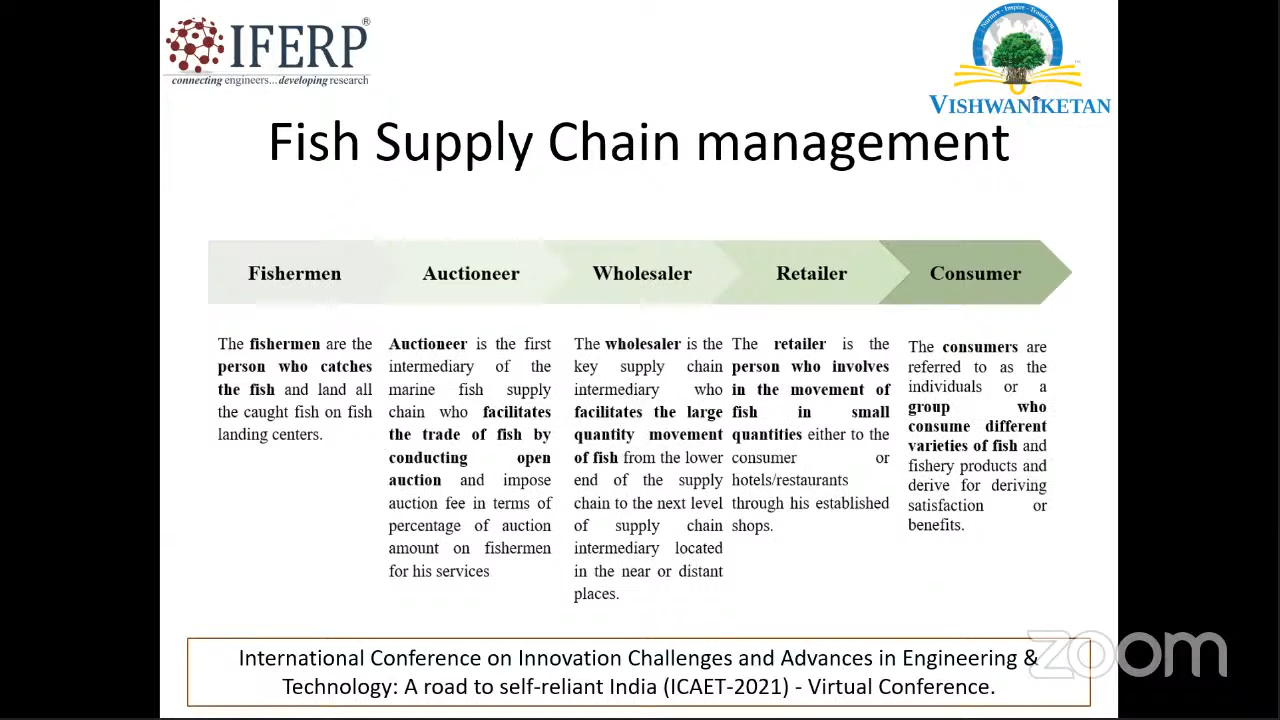 IFERP®
connecting engineers...developing research
Nurture - Inspire - Transform
VISHWANIKETAN
Fish Supply Chain management
Fishermen
Auctioneer
Wholesaler
Retailer
Consumer
The fishermen are the
person who catches
the fish and land all
the caught fish on fish
landing centers.
Auctioneer is the first
intermediary of the
marine fish supply
chain who facilitates
the trade of fish by
conducting open
auction and impose
auction fee in terms of
percentage of auction
amount on fishermen
for his services
The wholesaler is the
key supply chain
intermediary who
facilitates the large
quantity movement
of fish from the lower
end of the supply
chain to the next level
of supply chain
intermediary located
in the near or distant
places.
The retailer is the
person who involves
in the movement of
fish in small
quantities either to the
consumer or
hotels/restaurants
through his established
shops.
The consumers are
referred to as the
individuals or a
group who
consume different
varieties of fish and
fishery products and
derive for deriving
satisfaction or
benefits.
International Conference on Innovation Challenges and Advances in Engineering &
Technology: A road to self-reliant India (ICAET-2021) - Virtual Conference.
zoom